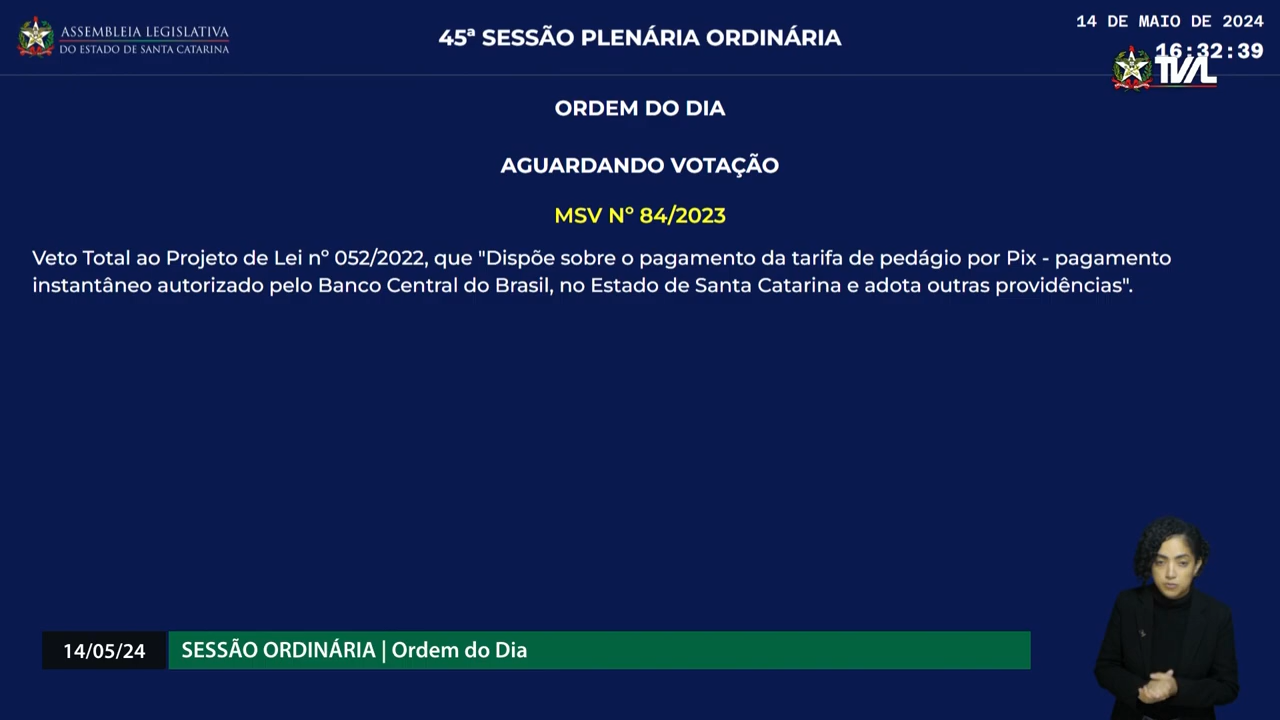 ASSEMBLEIA LEGISLATIVA
DO ESTADO DE SANTA CATARINA
45ª SESSÃO PLENÁRIA ORDINÁRIA
14 DE MAIO DE 2024
16:32:39
TVAL
ORDEM DO DIA
AGUARDANDO VOTAÇÃO
MSV Nº 84/2023
Veto Total ao Projeto de Lei nº 052/2022, que "Dispõe sobre o pagamento da tarifa de pedágio por Pix - pagamento
instantâneo autorizado pelo Banco Central do Brasil, no Estado de Santa Catarina e adota outras providências".
14/05/24
SESSÃO ORDINÁRIA | Ordem do Dia